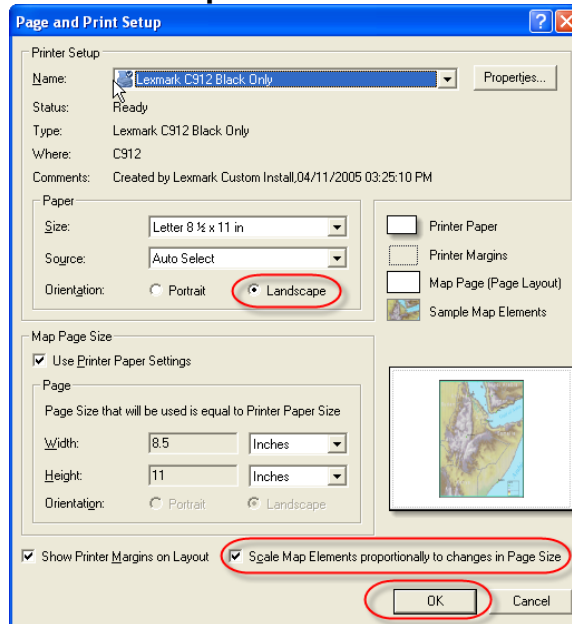 Page and Print Setup
Printer Setup
Name: Lexmark C912 Black Only Properties...
Status: Ready
Type: Lexmark C912 Black Only
Where: C912
Comments: Created by Lexmark Custom Install,04/11/2005 03:25:10 PM
Paper
Size: Letter 8 ½ x 11 in
Source: Auto Select
Orientation: Portrait Landscape
Printer Paper
Printer Margins
Map Page (Page Layout)
Sample Map Elements
Map Page Size
Use Printer Paper Settings
Page
Page Size that will be used is equal to Printer Paper Size
Width: 8.5 Inches
Height: 11 Inches
Orientation: Portrait Landscape
Show Printer Margins on Layout Scale Map Elements proportionally to changes in Page Size
OK Cancel